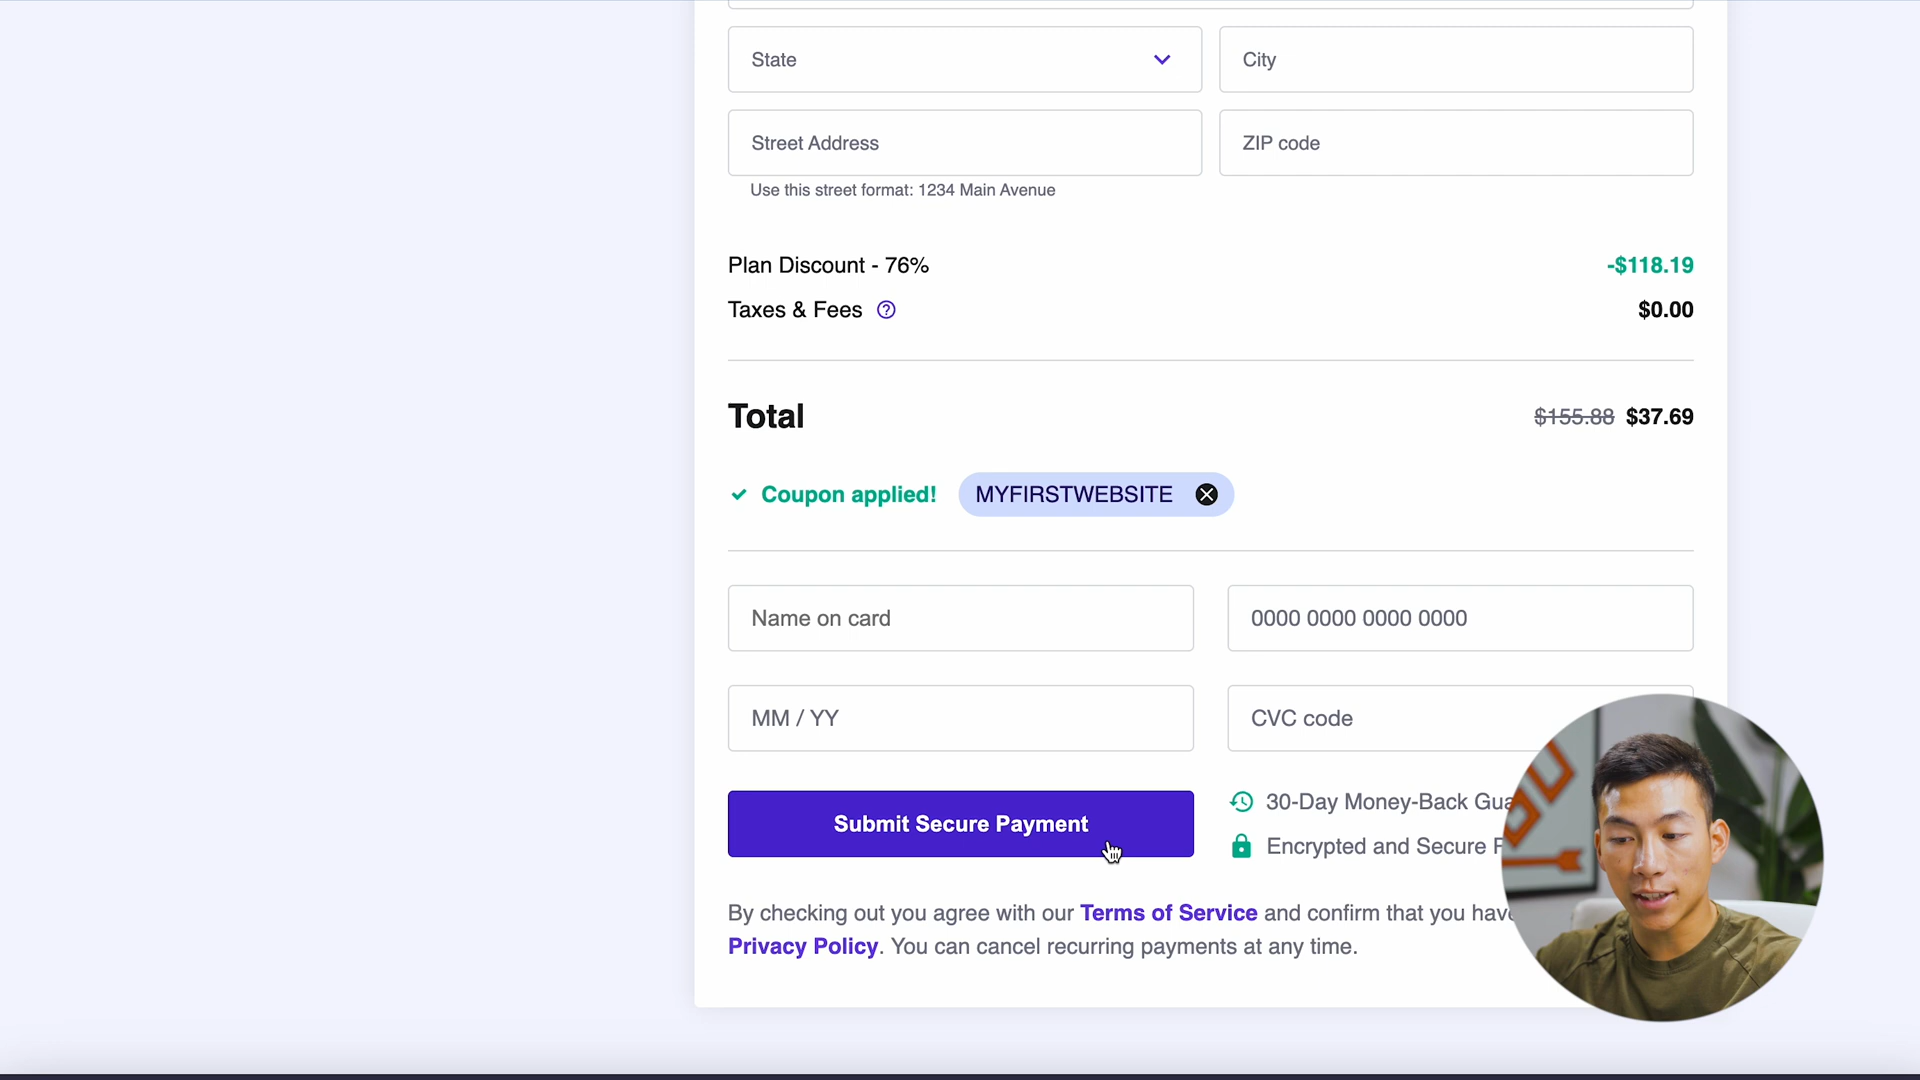 State
City
Street Address
ZIP code
Use this street format: 1234 Main Avenue
Plan Discount - 76%
-$118.19
Taxes & Fees
$0.00
Total
$155.88 $37.69
Coupon applied! MYFIRSTWEBSITE
Name on card
0000 0000 0000 0000
MM / YY
CVC code
Submit Secure Payment
30-Day Money-Back
Encrypted and Secure
By checking out you agree with our Terms of Service and confirm that you have
Privacy Policy. You can cancel recurring payments at any time.